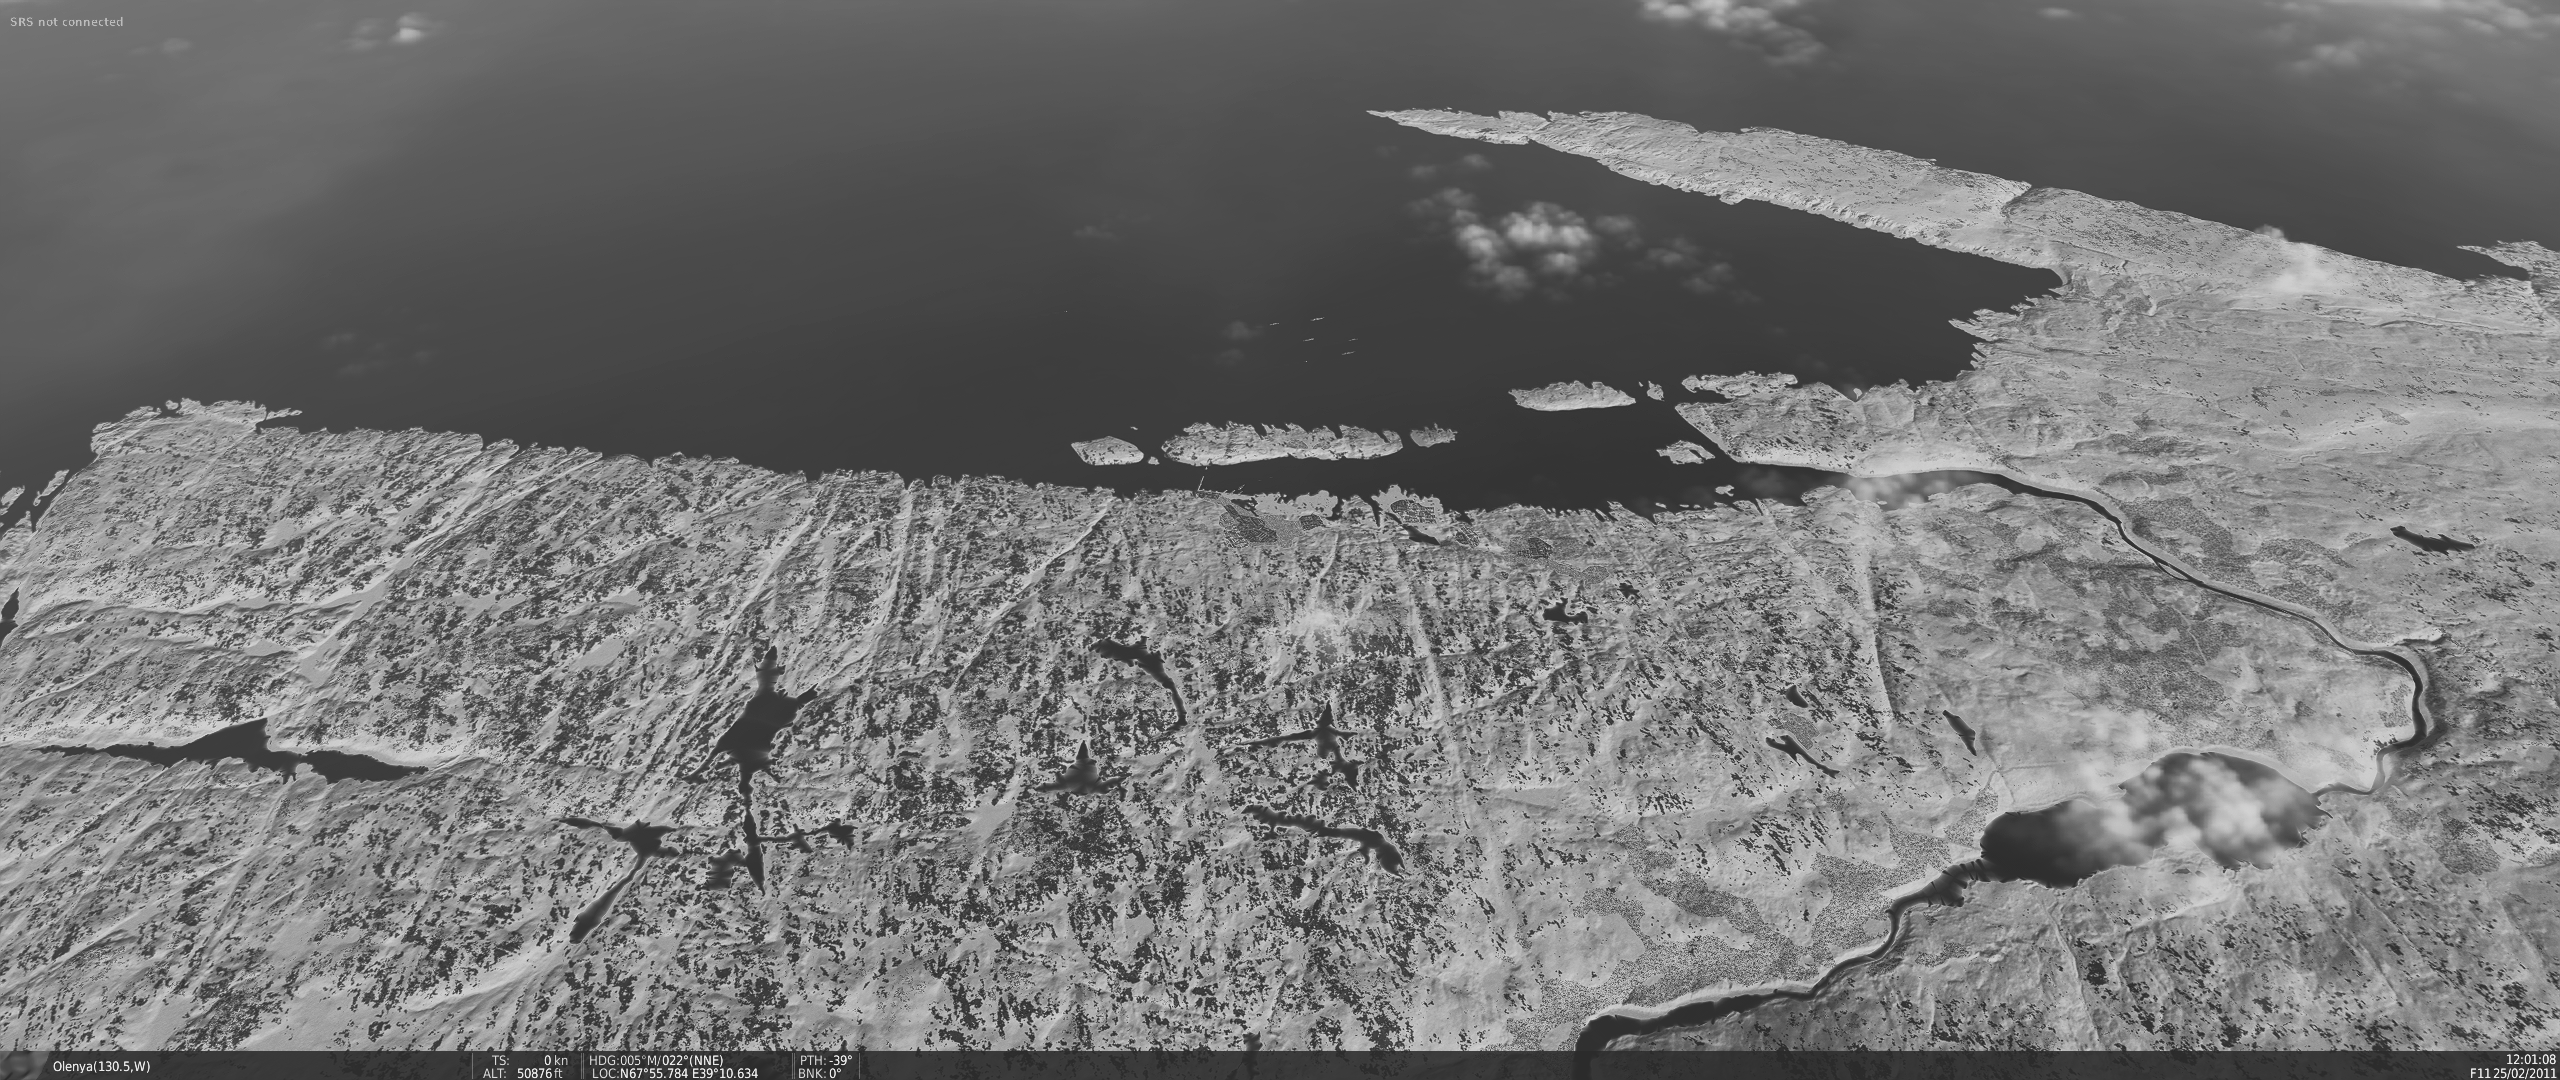 SRS not connected
Olenya(130.5,W)
TS: 0 kn
ALT: 50876 ft
HDG:005°M/022°(NNE)
LOC:N67°55.784 E39°10.634
PTH: -39°
BNK: 0°
12:01:08
F11 25/02/2011